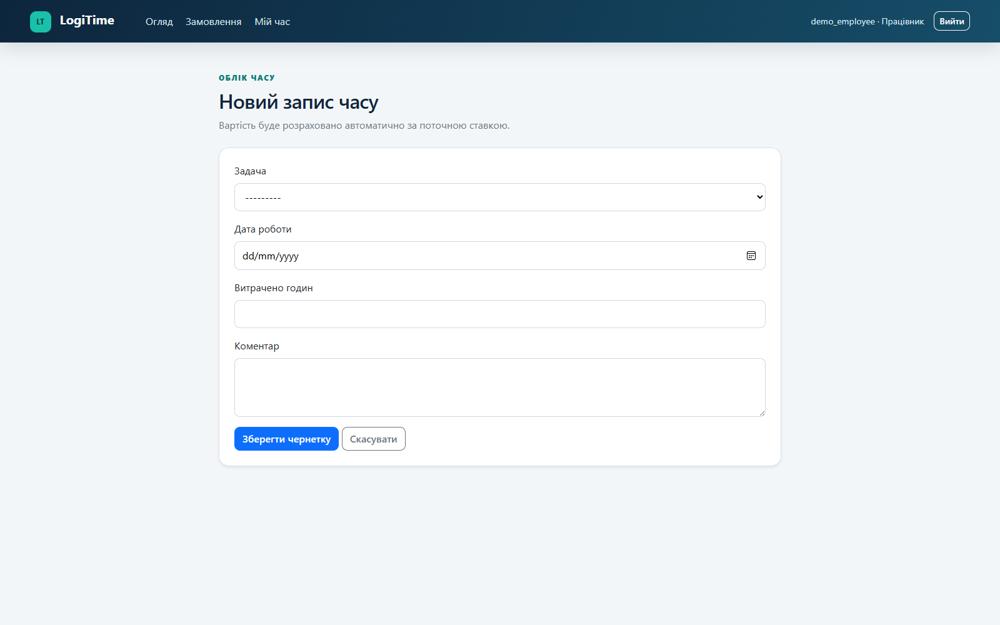 LT LogiTime Огляд Замовлення Мій час demo_employee · Працівник Вийти
ОБЛІК ЧАСУ
Новий запис часу
Вартість буде розраховано автоматично за поточною ставкою.
Задача
---------
Дата роботи
dd/mm/yyyy
Витрачено годин
Коментар
Зберегти чернетку Скасувати